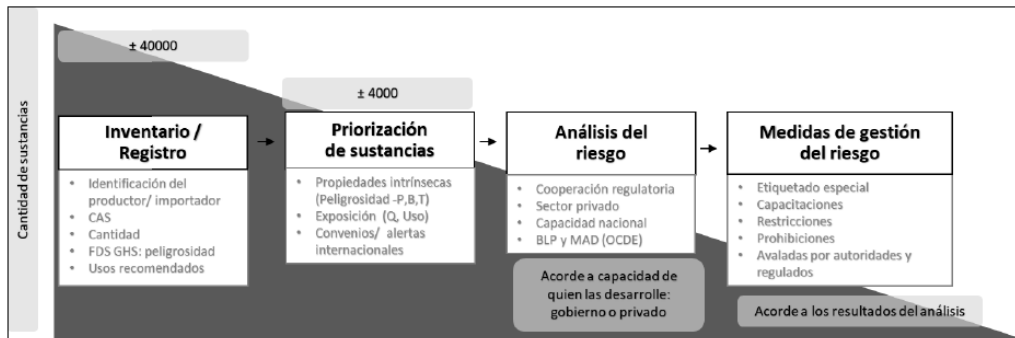 Cantidad de sustancias
± 40000
Inventario /
Registro
• Identificación del
productor/ importador
• CAS
• Cantidad
• FDS GHS: peligrosidad
• Usos recomendados
± 4000
Priorización
de sustancias
• Propiedades intrínsecas
(Peligrosidad -P,B,T)
• Exposición (Q, Uso)
• Convenios/ alertas
internacionales
Análisis del
riesgo
• Cooperación regulatoria
• Sector privado
• Capacidad nacional
• BLP y MAD (OCDE)
Acorde a capacidad de
quien las desarrolle:
gobierno o privado
Medidas de gestión
del riesgo
• Etiquetado especial
• Capacitaciones
• Restricciones
• Prohibiciones
• Avaladas por autoridades y
regulados
Acorde a los resultados del análisis